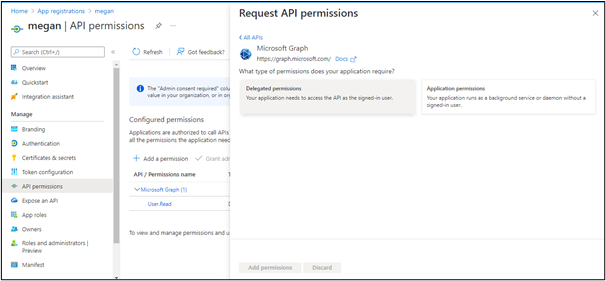 Home > App registrations > megan
megan | API permissions
Search (Ctrl+/)
Overview
Quickstart
Integration assistant
Manage
Branding
Authentication
Certificates & secrets
Token configuration
API permissions
Expose an API
App roles
Owners
Roles and administrators |
Preview
Manifest
Refresh
Got feedback?
The "Admin consent required" colu
value in your organization, or in org
Configured permissions
Applications are authorized to call APIs
all the permissions the application need
Add a permission
Grant adm
API / Permissions name
Microsoft Graph (1)
User.Read
To view and manage permissions and u
Request API permissions
All APIs
Microsoft Graph
https://graph.microsoft.com/ Docs
What type of permissions does your application require?
Delegated permissions
Your application needs to access the API as the signed-in user.
Application permissions
Your application runs as a background service or daemon without a
signed-in user.
Add permissions
Discard